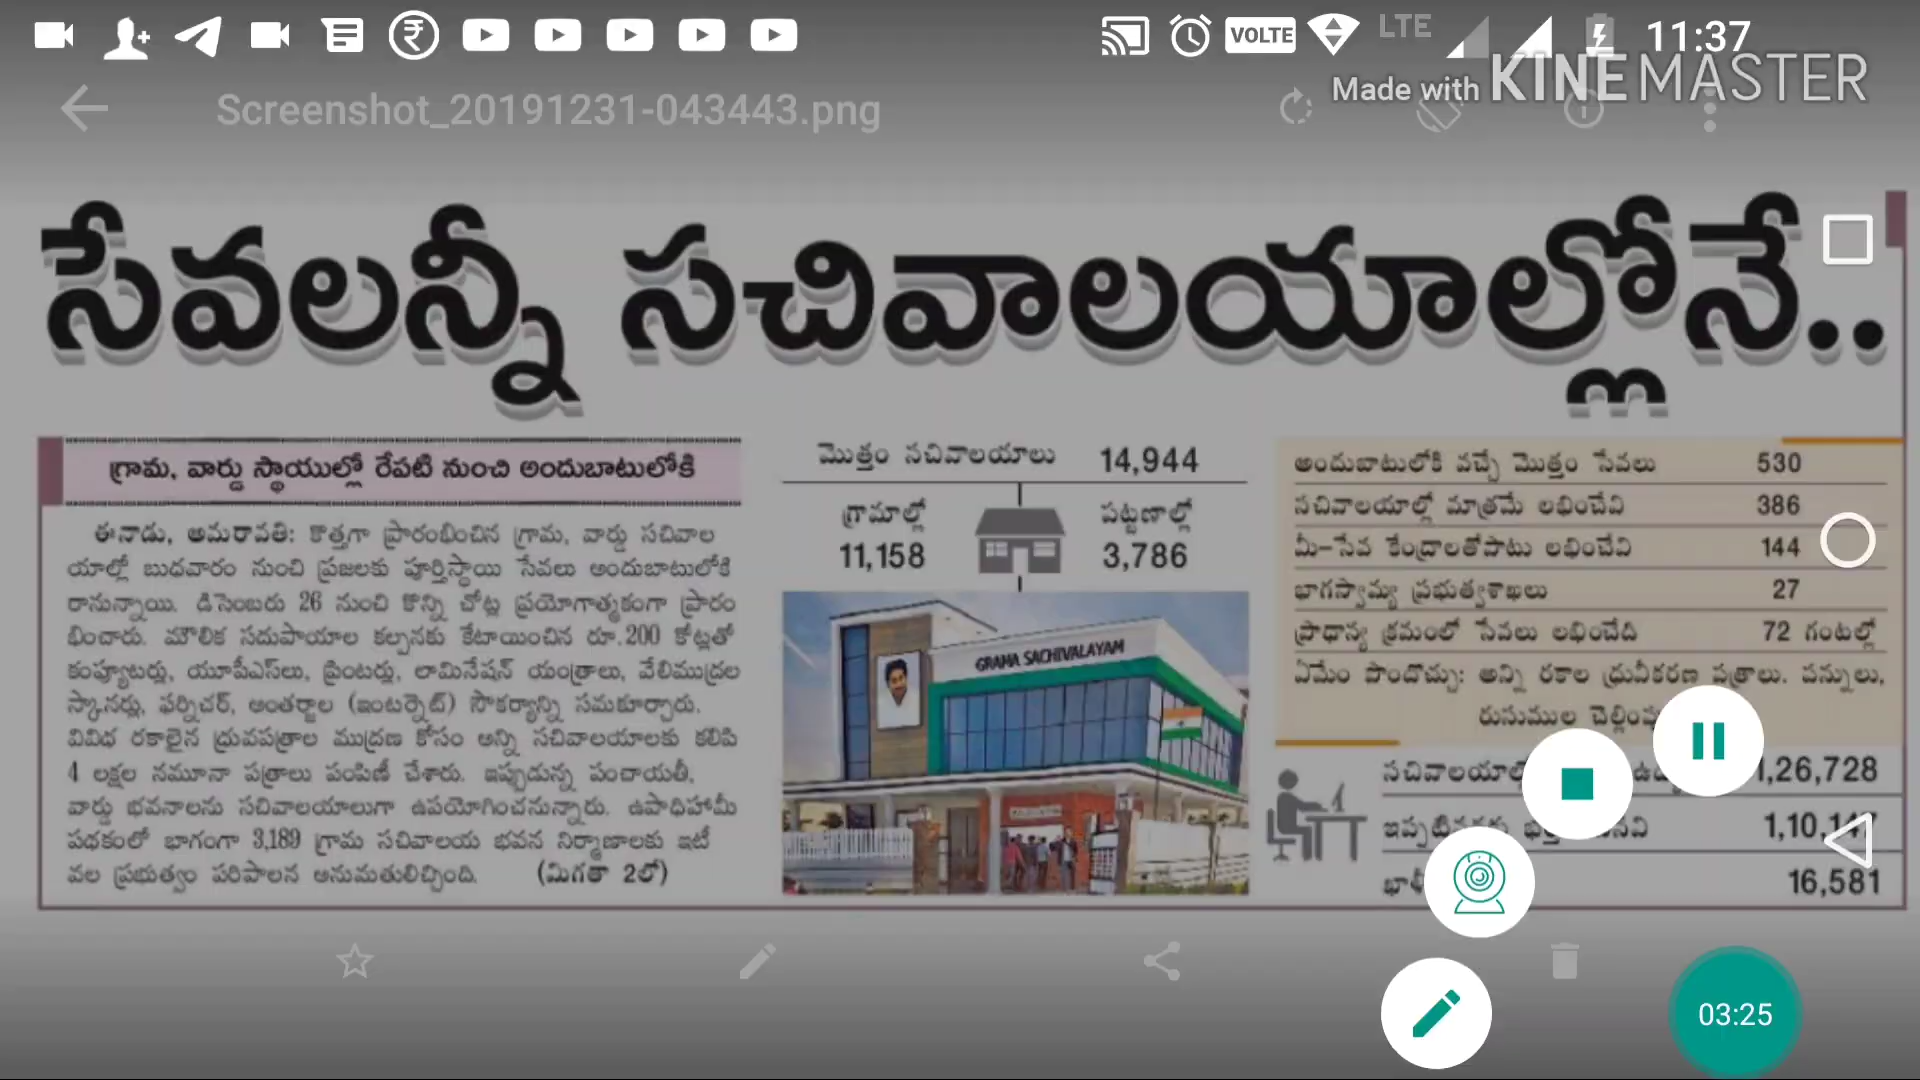 VOLTE
LTE
11:37
Made with KINEMASTER
Screenshot_20191231-043443.png
సేవలన్నీ సచివాలయాల్లోనే..
గ్రామ, వార్డు స్థాయుల్లో రేపటి నుంచి అందుబాటులోకి
ఈనాడు, అమరావతి: కొత్తగా ప్రారంభించిన గ్రామ, వార్డు సచివాల
యాల్లో బుధవారం నుంచి ప్రజలకు పూర్తిస్థాయి సేవలు అందుబాటులోకి
రానున్నాయి. డిసెంబరు 26 నుంచి కొన్ని చోట్ల ప్రయోగాత్మకంగా ప్రారం
భించారు. మౌలిక సదుపాయాల కల్పనకు కేటాయించిన రూ.200 కోట్లతో
కంప్యూటర్లు, యూపీఎస్‌లు, ప్రింటర్లు, లామినేషన్ యంత్రాలు, వేలిముద్రల
స్కానర్లు, ఫర్నిచర్, అంతర్జాల (ఇంటర్నెట్) సౌకర్యాన్ని సమకూర్చారు.
వివిధ రకాలైన ధ్రువపత్రాల ముద్రణ కోసం అన్ని సచివాలయాలకు కలిపి
4 లక్షల నమూనా పత్రాలు పంపిణీ చేశారు. ఇప్పుడున్న పంచాయతీ,
వార్డు భవనాలను సచివాలయాలుగా ఉపయోగించనున్నారు. ఉపాధిహామీ
పథకంలో భాగంగా 3,189 గ్రామ సచివాలయ భవన నిర్మాణాలకు ఇటీ
వల ప్రభుత్వం పరిపాలన అనుమతులిచ్చింది. (మిగతా 2లో)
మొత్తం సచివాలయాలు 14,944
గ్రామాల్లో పట్టణాల్లో
11,158 3,786
GRAMA SACHIVALAYAM
అందుబాటులోకి వచ్చే మొత్తం సేవలు 530
సచివాలయాల్లో మాత్రమే లభించేవి 386
మీ-సేవ కేంద్రాలతోపాటు లభించేవి 144
భాగస్వామ్య ప్రభుత్వశాఖలు 27
ప్రాధాన్య క్రమంలో సేవలు లభించేది 72 గంటల్లో
ఏమేం పొందొచ్చు: అన్ని రకాల ధ్రువీకరణ పత్రాలు. పన్నులు,
రుసుముల
1,26,728
1,10,147
16,581
03:25